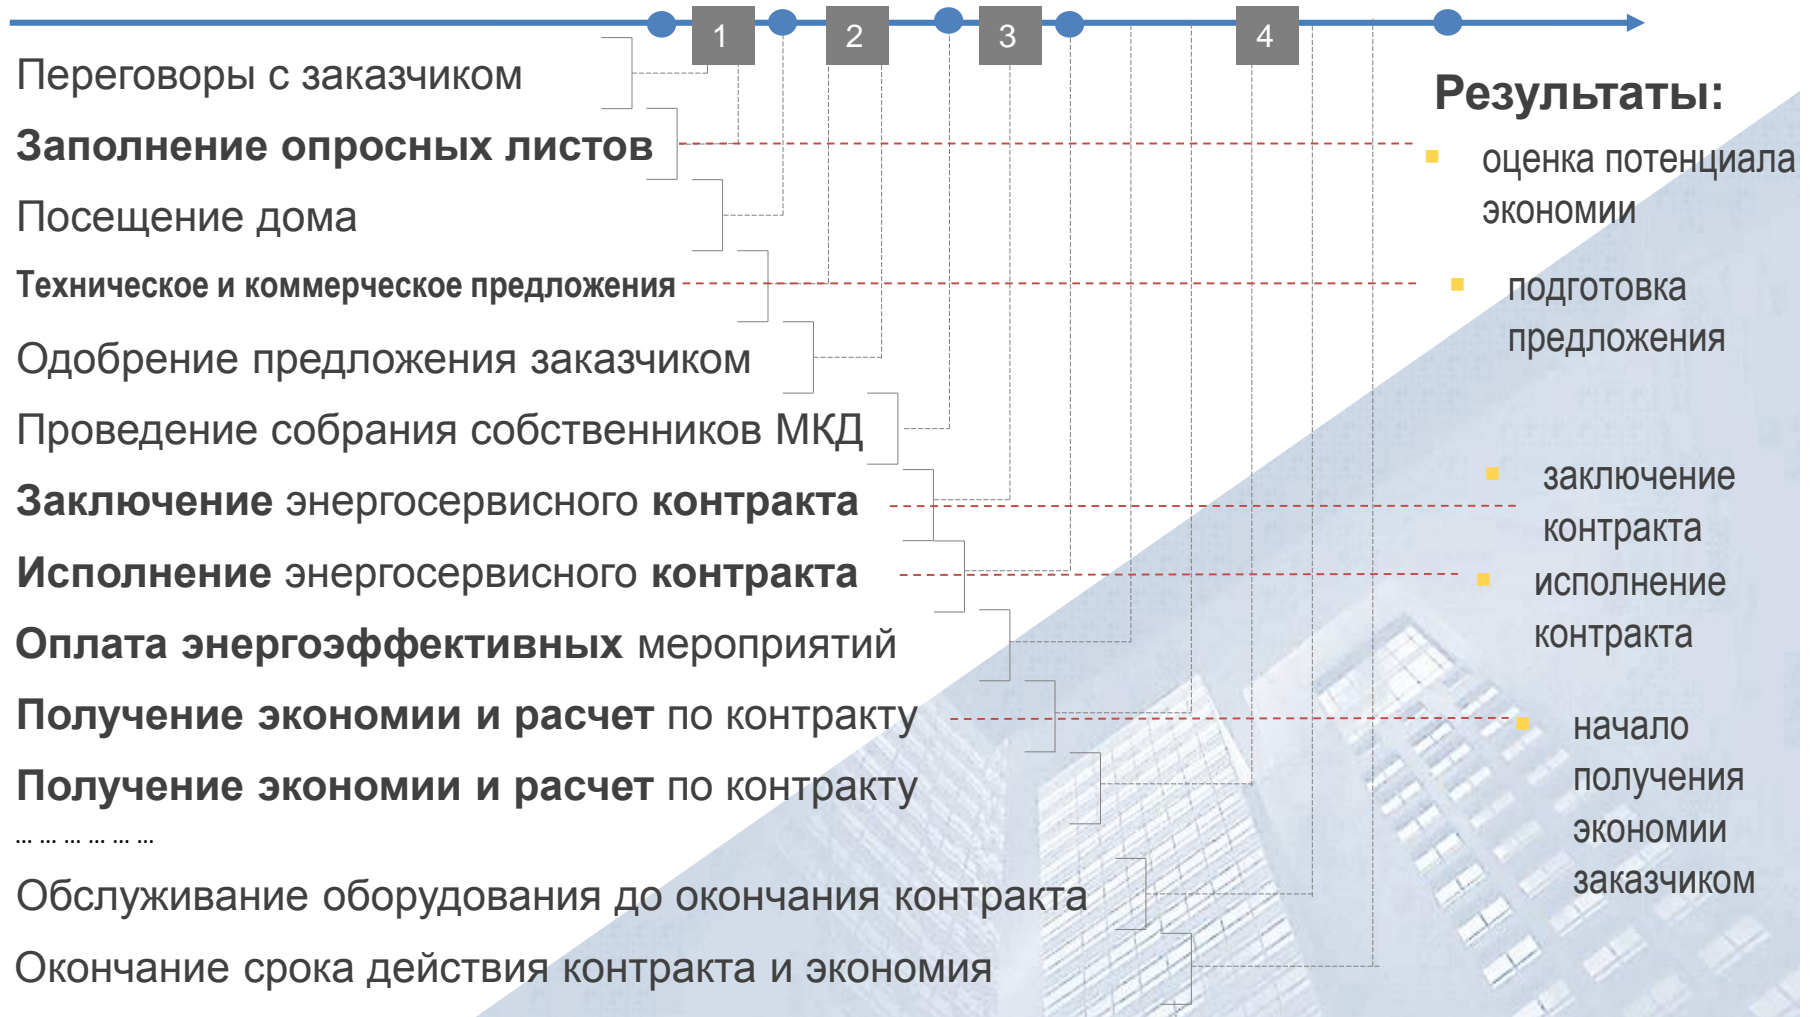 1 2 3 4
Переговоры с заказчиком
Заполнение опросных листов
Посещение дома
Техническое и коммерческое предложения
Одобрение предложения заказчиком
Проведение собрания собственников МКД
Заключение энергосервисного контракта
Исполнение энергосервисного контракта
Оплата энергоэффективных мероприятий
Получение экономии и расчет по контракту
Получение экономии и расчет по контракту
... ... ... ... ... ...
Обслуживание оборудования до окончания контракта
Окончание срока действия контракта и экономия
Результаты:
оценка потенциала
экономии
подготовка
предложения
заключение
контракта
исполнение
контракта
начало
получения
экономии
заказчиком